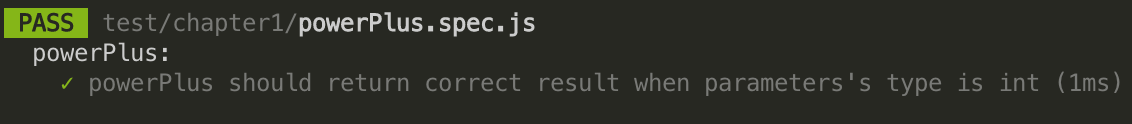 PASS test/chapter1/powerPlus.spec.js
powerPlus:
✓ powerPlus should return correct result when parameters's type is int (1ms)